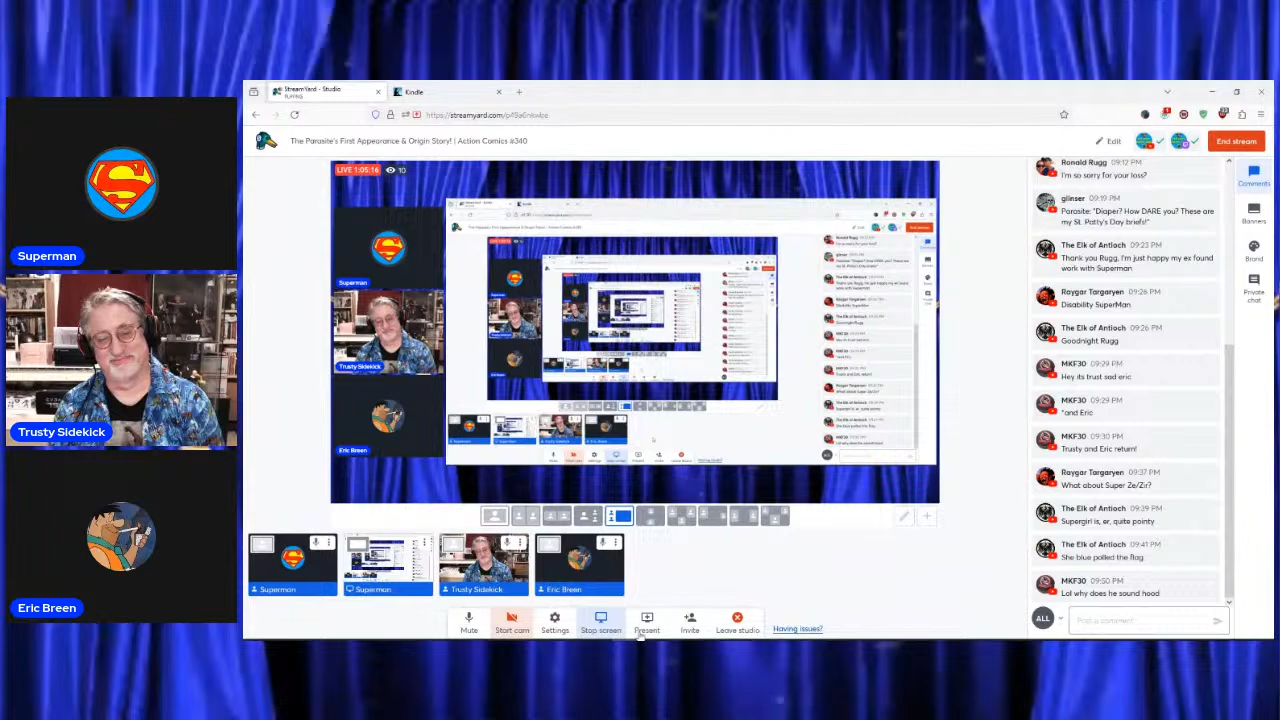 Superman
Trusty Sidekick
Eric Breen
StreamYard - Studio
PLAYING
Kindle
The Parasite's First Appearance & Origin Story! | Action Comics #340
Edit
End stream
LIVE 1:05:16
10
Superman
Trusty Sidekick
Eric Breen
Superman
Superman
Trusty Sidekick
Eric Breen
Mute
Start cam
Settings
Stop screen
Present
Invite
Leave studio
Having issues?
Ronald Rugg 09:12 PM
I'm so sorry for your loss?
glinser 09:19 PM
Parasite: "Diaper? How DARE you? These are
my St. Patty's Day briefs"
The Elk of Antioch 09:23 PM
Thank you Rugg, I'm just happy we found
work with Superman
Raygar Targaryen 09:26 PM
Disability SuperMan
The Elk of Antioch 09:26 PM
Goodnight Rugg
MKF30 09:29 PM
Hey its trust and eric
MKF30 09:29 PM
*and Eric
MKF30 09:30 PM
Trusty and Eric return!
Raygar Targaryen 09:37 PM
What about Super Ze/Zir?
The Elk of Antioch 09:39 PM
Supergirl is, er, quite pointy
The Elk of Antioch 09:41 PM
She blue polled the flag
MKF30 09:50 PM
Lol why does he sound hood
ALL
Post a comment
Comments
Banners
Brand
Private
chat